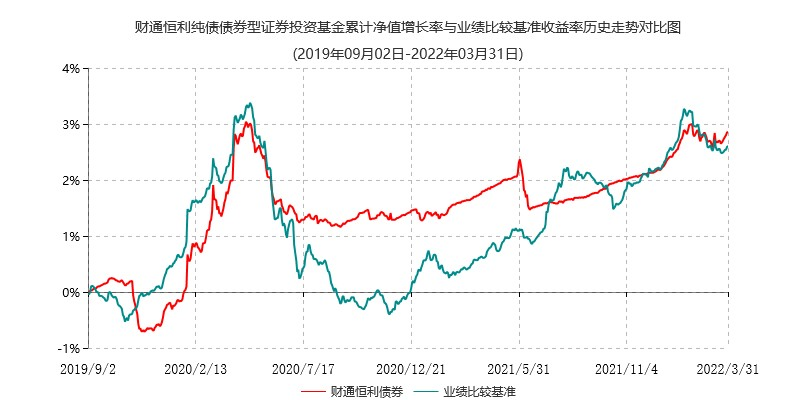 财通恒利纯债债券型证券投资基金累计净值增长率与业绩比较基准收益率历史走势对比图
(2019年09月02日-2022年03月31日)
4%
3%
2%
1%
0%
-1%
2019/9/2 2020/2/13 2020/7/17 2020/12/21 2021/5/31 2021/11/4 2022/3/31
财通恒利债券 业绩比较基准